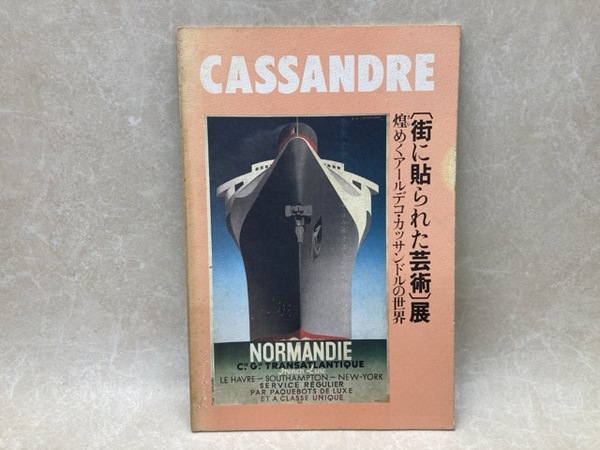 CASSANDRE
〔街に貼られた芸術〕展
煌めくアールデコ・カッサンドルの世界
NORMANDIE
Cⁱᵉ Gˡᵉ TRANSATLANTIQUE
LE HAVRE — SOUTHAMPTON — NEW-YORK
SERVICE RÉGULIER
PAR PAQUEBOTS DE LUXE
ET A CLASSE UNIQUE